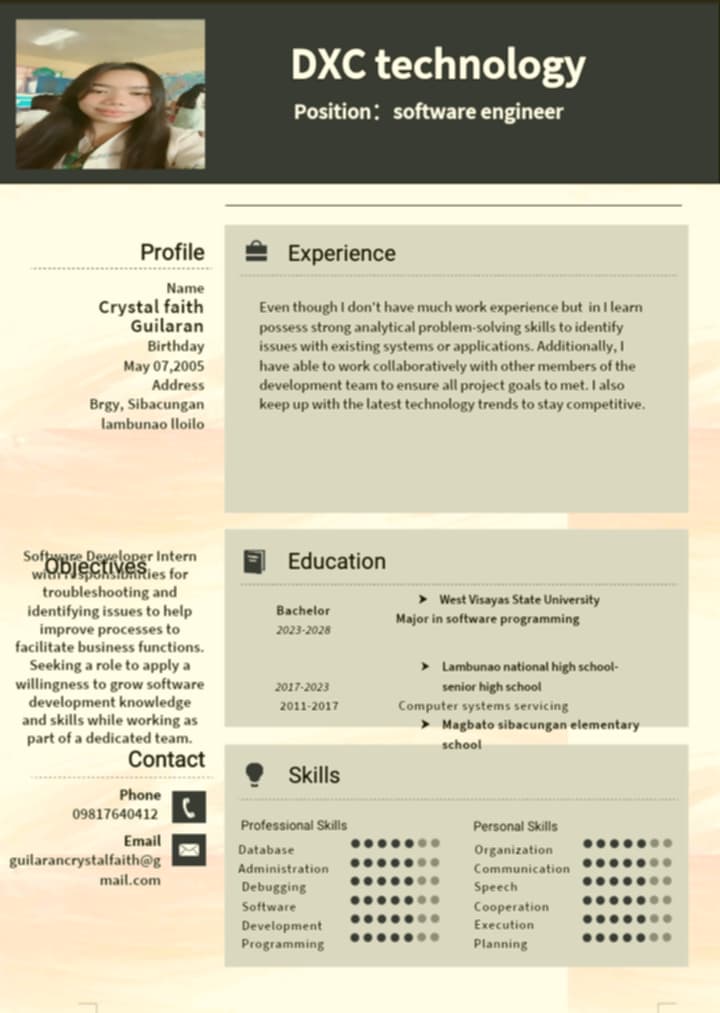 DXC technology
Position：software engineer
Profile
Name
Crystal faith
Guilaran
Birthday
May 07,2005
Address
Brgy, Sibacungan
lambunao lloilo
Experience
Even though I don't have much work experience but in I learn
possess strong analytical problem-solving skills to identify
issues with existing systems or applications. Additionally, I
have able to work collaboratively with other members of the
development team to ensure all project goals to met. I also
keep up with the latest technology trends to stay competitive.
Objectives
Software Developer Intern
with responsibilities for
troubleshooting and
identifying issues to help
improve processes to
facilitate business functions.
Seeking a role to apply a
willingness to grow software
development knowledge
and skills while working as
part of a dedicated team.
Contact
Phone
09817640412
Email
guilarancrystalfaith@g
mail.com
Education
Bachelor
2023-2028
➤ West Visayas State University
Major in software programming
2017-2023
➤ Lambunao national high school-
senior high school
2011-2017
Computer systems servicing
➤ Magbato sibacungan elementary
school
Skills
Professional Skills
Database
Administration
Debugging
Software
Development
Programming
Personal Skills
Organization
Communication
Speech
Cooperation
Execution
Planning